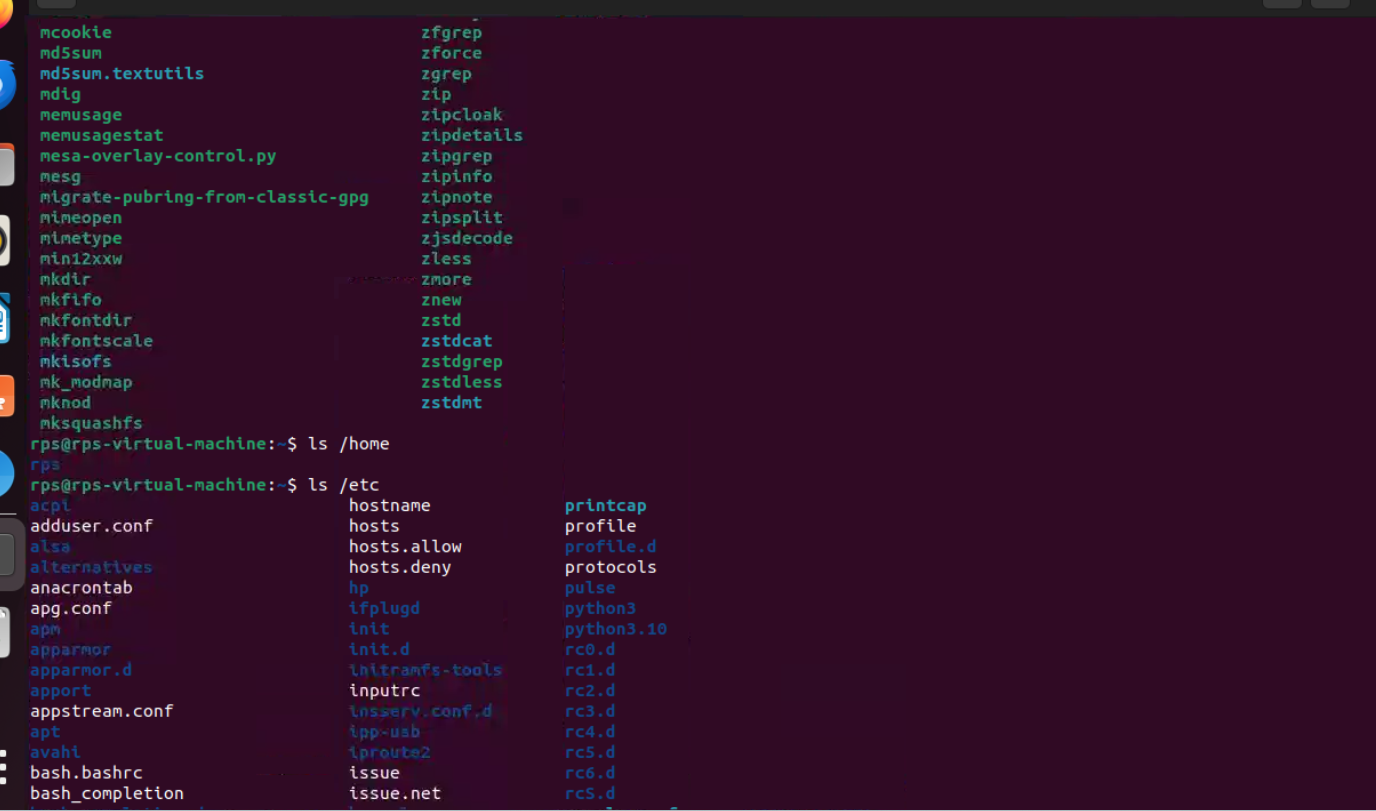 mcookie zfgrep
md5sum zforce
md5sum.textutils zgrep
mdig zip
memusage zipcloak
memusagestat zipdetails
mesa-overlay-control.py zipgrep
mesg zipinfo
migrate-pubring-from-classic-gpg zipnote
mimeopen zipsplit
mimetype zjsdecode
min12xxw zless
mkdir zmore
mkfifo znew
mkfontdir zstd
mkfontscale zstdcat
mkisofs zstdgrep
mk_modmap zstdless
mknod zstdmt
mksquashfs
rps@rps-virtual-machine:~$ ls /home
rps
rps@rps-virtual-machine:~$ ls /etc
acpi hostname printcap
adduser.conf hosts profile
alsa hosts.allow profile.d
alternatives hosts.deny protocols
anacrontab hp pulse
apg.conf ifplugd python3
apm init python3.10
apparmor init.d rc0.d
apparmor.d initramfs-tools rc1.d
apport inputrc rc2.d
appstream.conf insserv.conf.d rc3.d
apt ipp-usb rc4.d
avahi iproute2 rc5.d
bash.bashrc issue rc6.d
bash_completion issue.net rcS.d